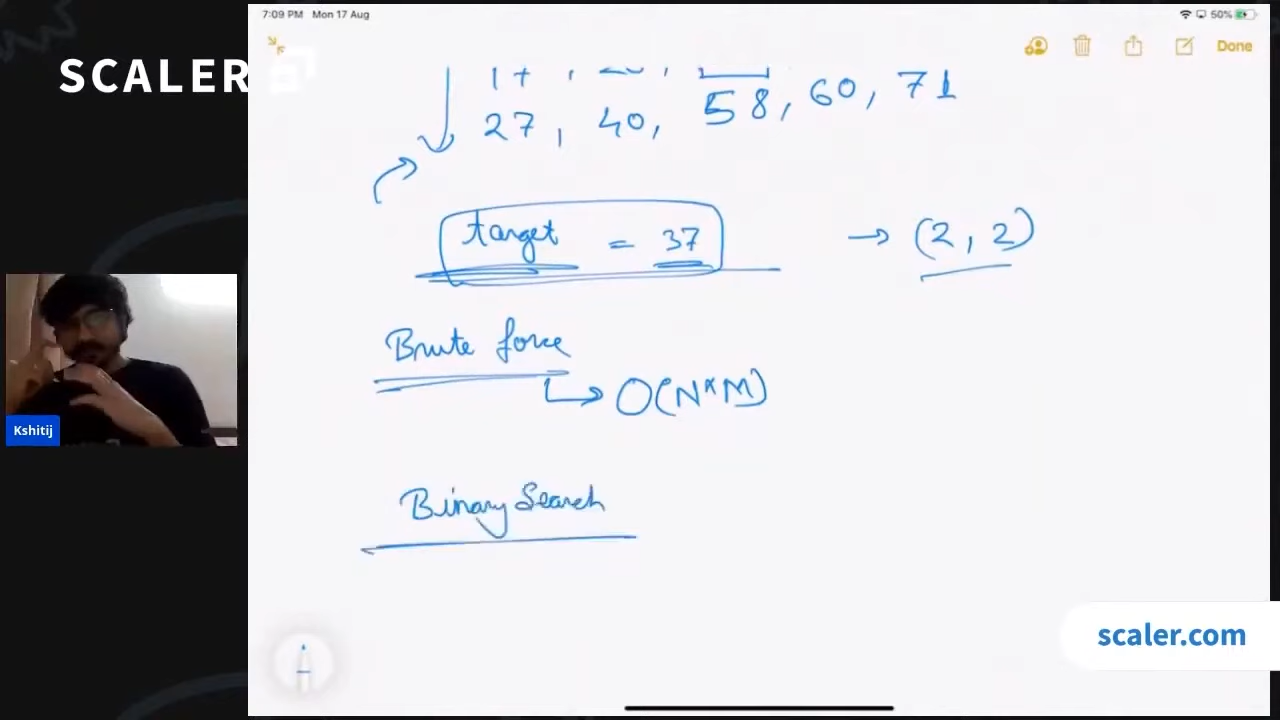 7:09 PM Mon 17 Aug
50%
SCALER
Done
27, 40, 58, 60, 71
target = 37 → (2, 2)
Brute force
↳ O(N*M)
Kshitij
Binary Search
scaler.com